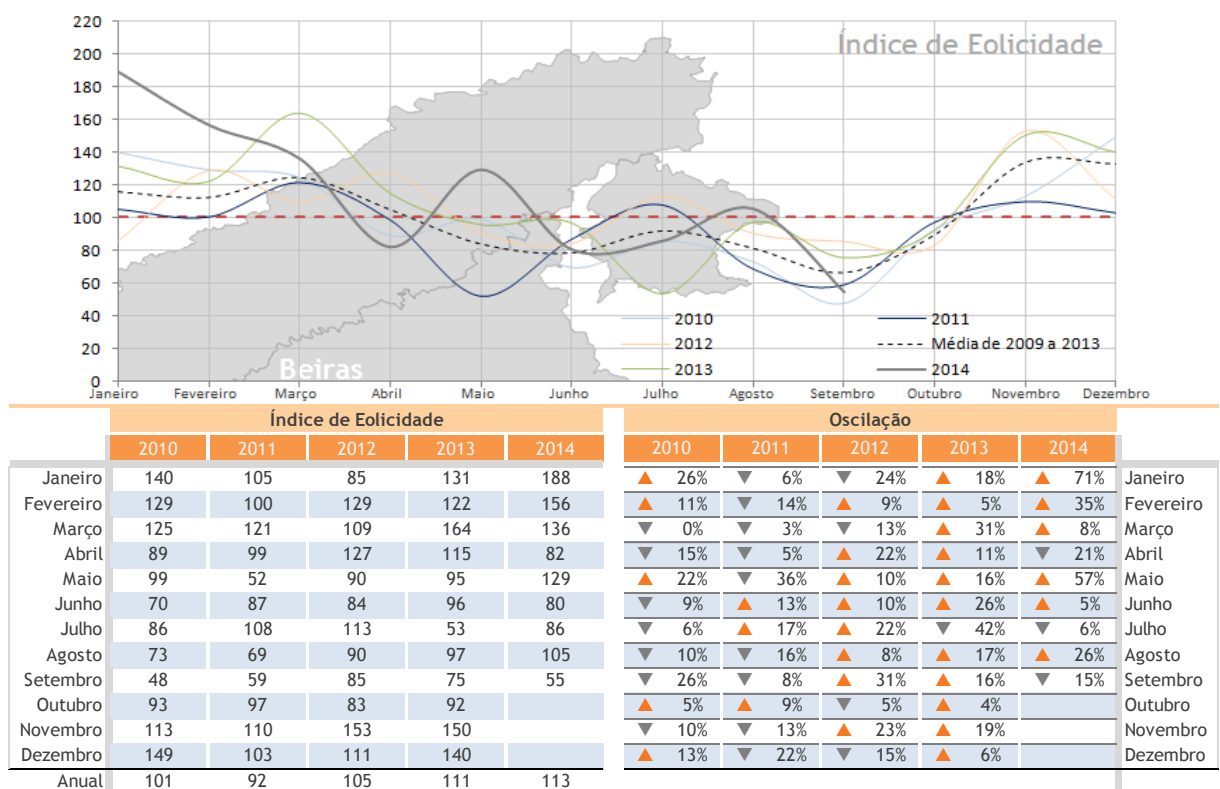 Índice de Eolicidade
220
200
180
160
140
120
100
80
60
40
20
0
Beiras
2010
2011
2012
Média de 2009 a 2013
2013
2014
Janeiro Fevereiro Março Abril Maio Junho Julho Agosto Setembro Outubro Novembro Dezembro
Índice de Eolicidade Oscilação
2010 2011 2012 2013 2014 2010 2011 2012 2013 2014
Janeiro 140 105 85 131 188 ▲ 26% ▼ 6% ▼ 24% ▲ 18% ▲ 71% Janeiro
Fevereiro 129 100 129 122 156 ▲ 11% ▼ 14% ▲ 9% ▲ 5% ▲ 35% Fevereiro
Março 125 121 109 164 136 ▼ 0% ▼ 3% ▼ 13% ▲ 31% ▲ 8% Março
Abril 89 99 127 115 82 ▼ 15% ▼ 5% ▲ 22% ▲ 11% ▼ 21% Abril
Maio 99 52 90 95 129 ▲ 22% ▼ 36% ▲ 10% ▲ 16% ▲ 57% Maio
Junho 70 87 84 96 80 ▼ 9% ▲ 13% ▲ 10% ▲ 26% ▲ 5% Junho
Julho 86 108 113 53 86 ▼ 6% ▲ 17% ▲ 22% ▼ 42% ▼ 6% Julho
Agosto 73 69 90 97 105 ▼ 10% ▼ 16% ▲ 8% ▲ 17% ▲ 26% Agosto
Setembro 48 59 85 75 55 ▼ 26% ▼ 8% ▲ 31% ▲ 16% ▼ 15% Setembro
Outubro 93 97 83 92 ▲ 5% ▲ 9% ▼ 5% ▲ 4% Outubro
Novembro 113 110 153 150 ▼ 10% ▼ 13% ▲ 23% ▲ 19% Novembro
Dezembro 149 103 111 140 ▲ 13% ▼ 22% ▼ 15% ▲ 6% Dezembro
Anual 101 92 105 111 113